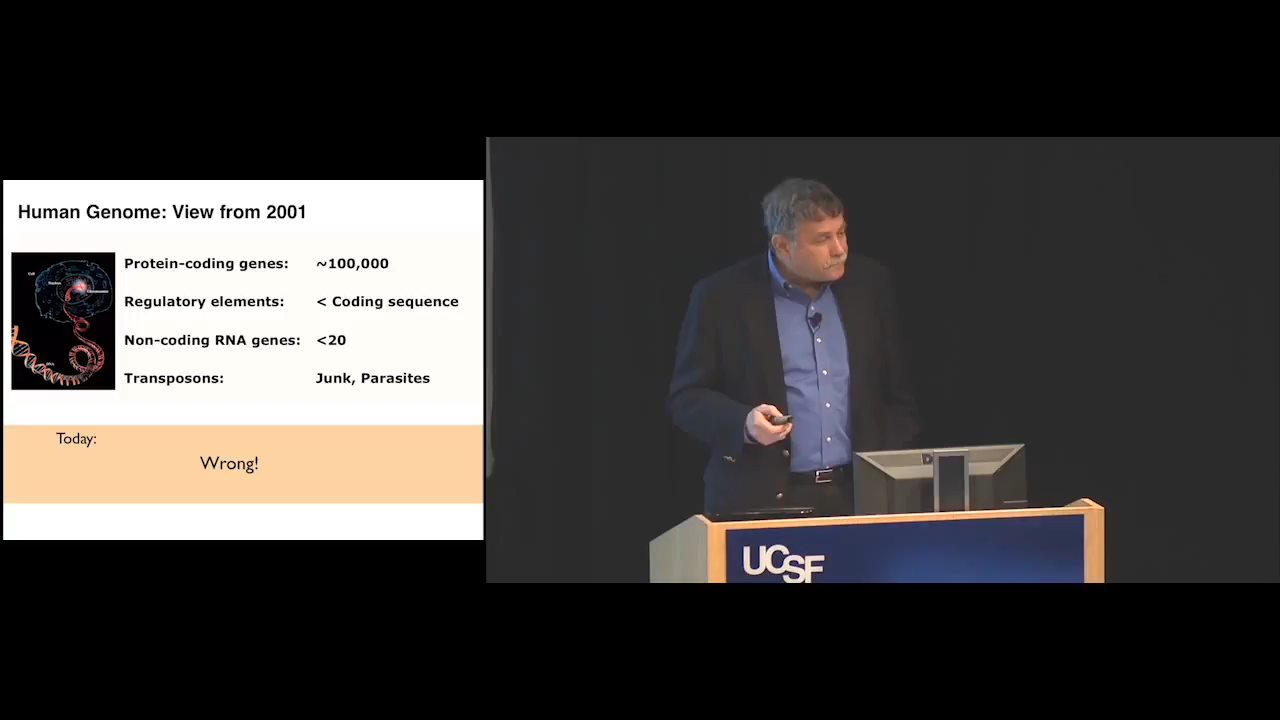 Human Genome: View from 2001
Protein-coding genes: ~100,000
Regulatory elements: < Coding sequence
Non-coding RNA genes: <20
Transposons: Junk, Parasites
Today:
Wrong!
UCSF